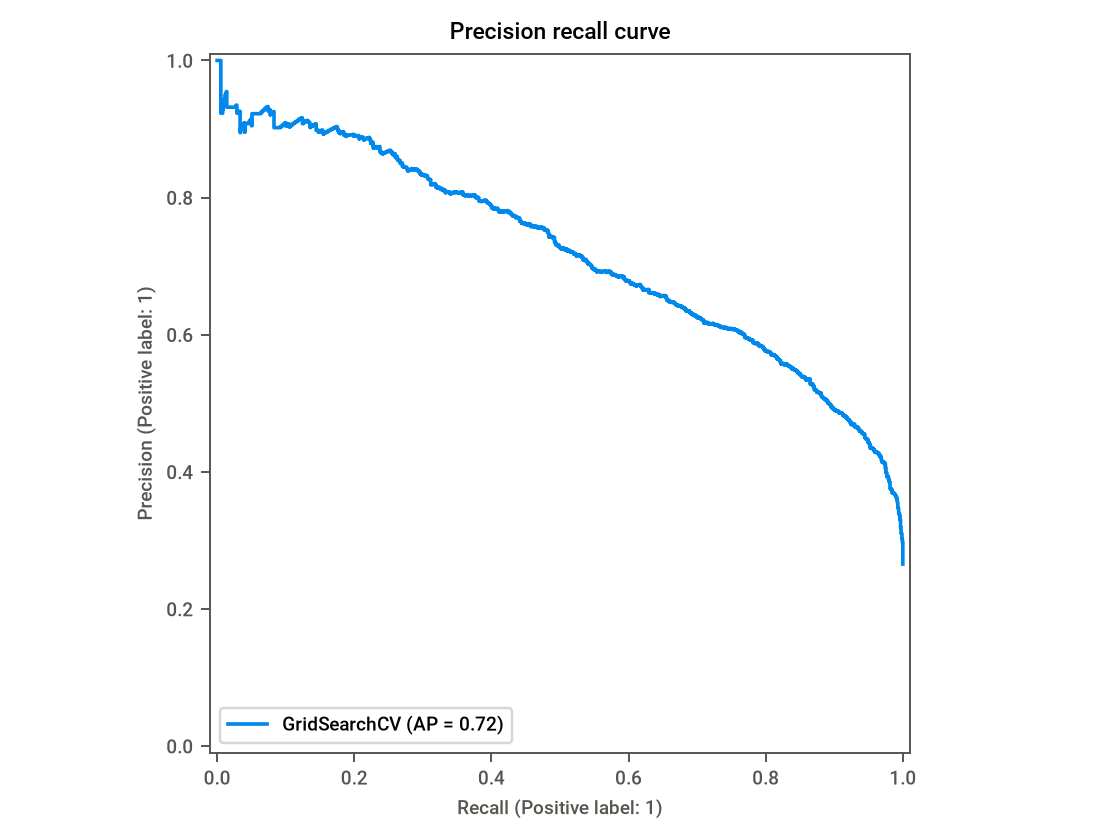 Precision recall curve
1.0
0.8
0.6
0.4
0.2
0.0
Precision (Positive label: 1)
GridSearchCV (AP = 0.72)
0.0 0.2 0.4 0.6 0.8 1.0
Recall (Positive label: 1)